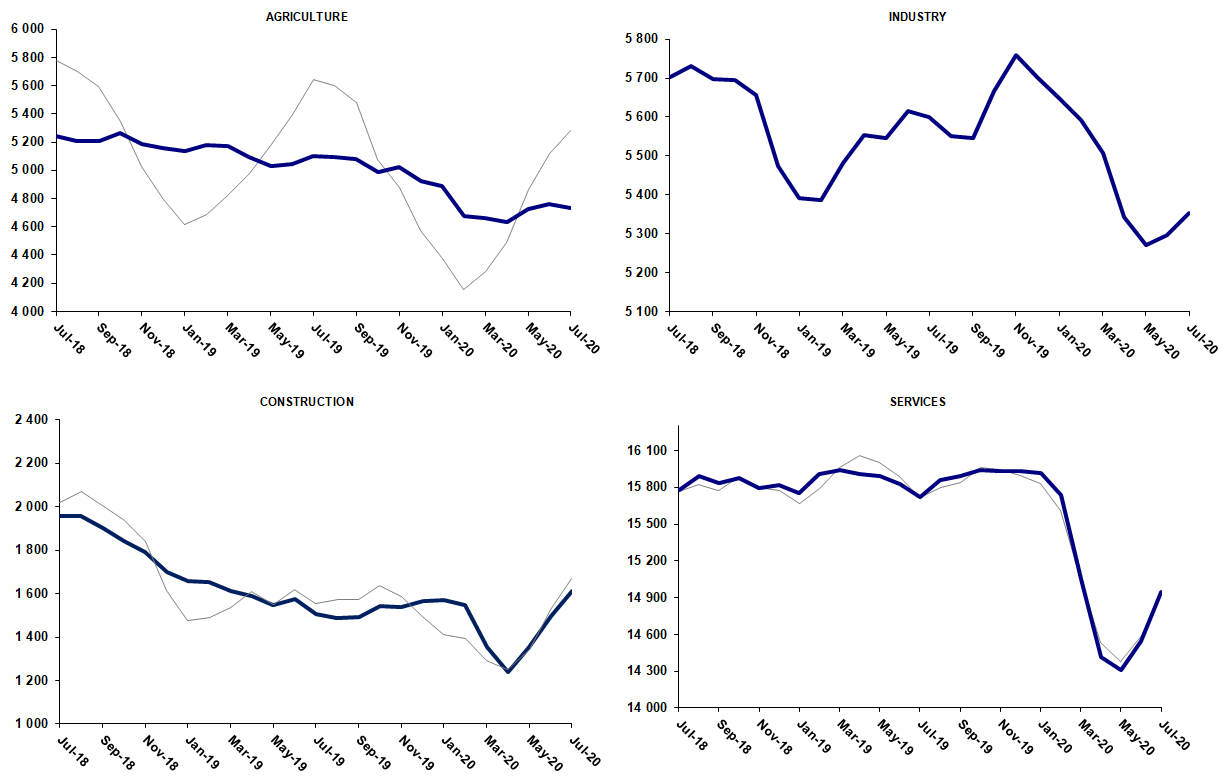 AGRICULTURE
6 000
5 800
5 600
5 400
5 200
5 000
4 800
4 600
4 400
4 200
4 000
Jul-18
Sep-18
Nov-18
Jan-19
Mar-19
May-19
Jul-19
Sep-19
Nov-19
Jan-20
Mar-20
May-20
Jul-20
INDUSTRY
5 800
5 700
5 600
5 500
5 400
5 300
5 200
5 100
Jul-18
Sep-18
Nov-18
Jan-19
Mar-19
May-19
Jul-19
Sep-19
Nov-19
Jan-20
Mar-20
May-20
Jul-20
CONSTRUCTION
2 400
2 200
2 000
1 800
1 600
1 400
1 200
1 000
Jul-18
Sep-18
Nov-18
Jan-19
Mar-19
May-19
Jul-19
Sep-19
Nov-19
Jan-20
Mar-20
May-20
Jul-20
SERVICES
16 100
15 800
15 500
15 200
14 900
14 600
14 300
14 000
Jul-18
Sep-18
Nov-18
Jan-19
Mar-19
May-19
Jul-19
Sep-19
Nov-19
Jan-20
Mar-20
May-20
Jul-20